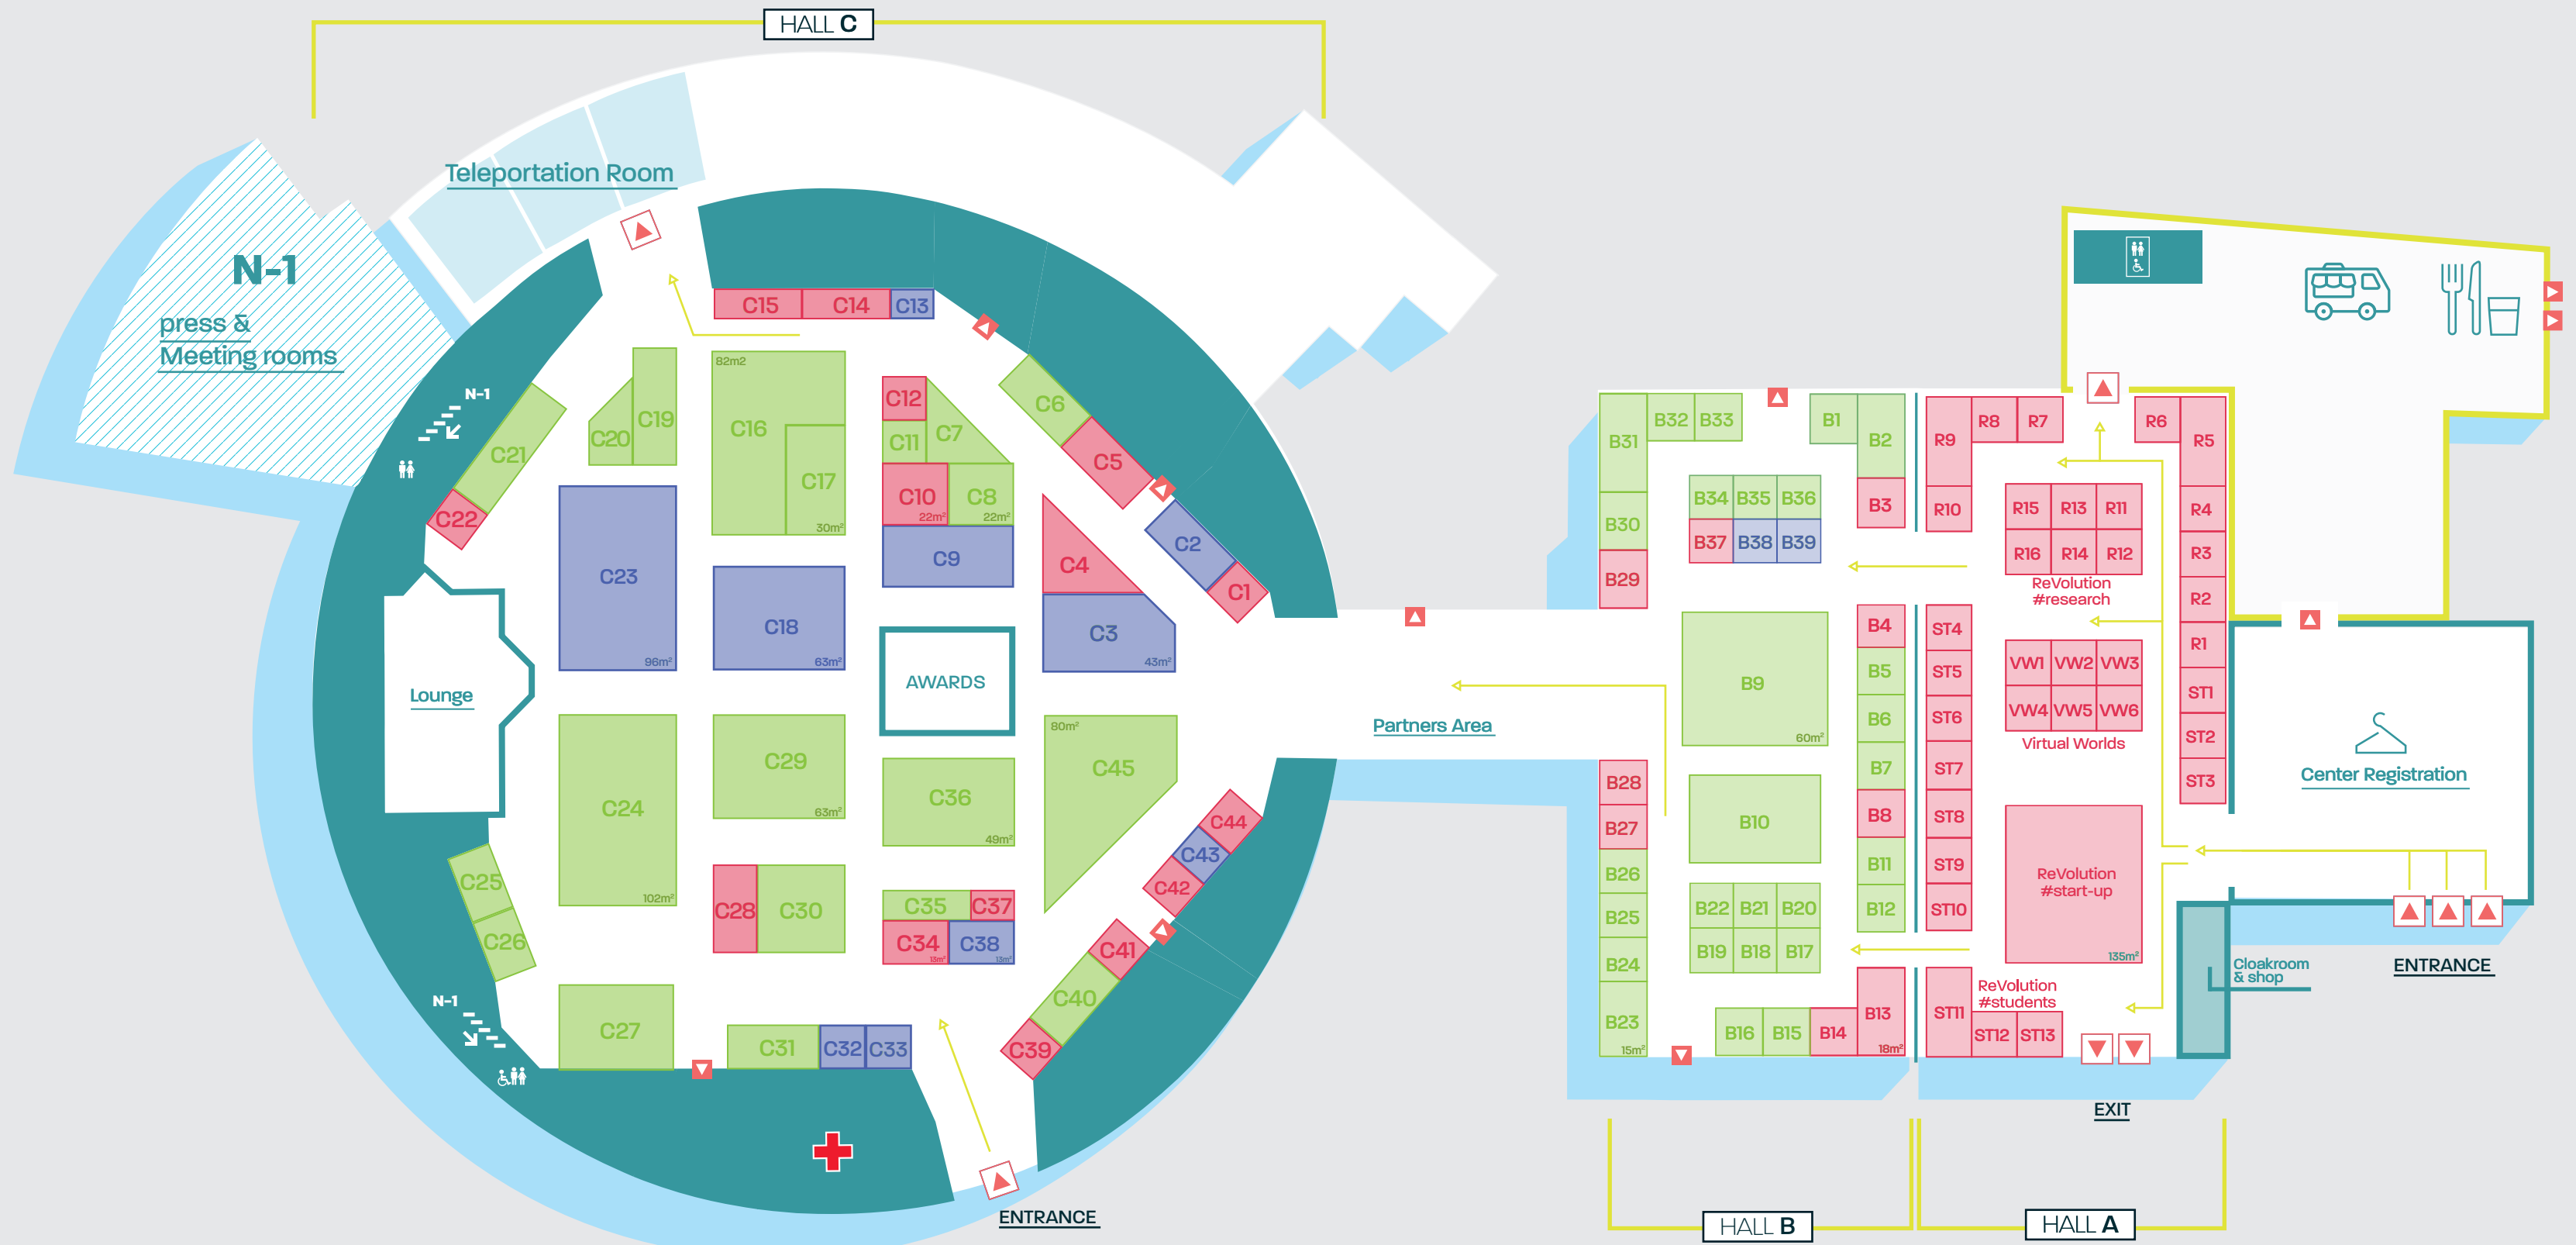 HALL C
Teleportation Room
N-1
press &
Meeting rooms
N-1
C15
C14
C13
82m2
C16
C17
30m²
C19
C20
C21
C22
C12
C11
C7
C10
22m²
C8
22m²
C9
C6
C5
C4
C3
43m²
C2
C1
C23
96m²
C18
63m²
AWARDS
Lounge
C24
102m²
C29
63m²
C36
49m²
80m²
C45
C44
C43
C42
C41
C40
C39
C25
C26
C28
C30
C35
C37
C34
13m²
C38
13m²
C27
C31
C32
C33
N-1
ENTRANCE
Partners Area
B31
B32
B33
B1
B2
B30
B34
B35
B36
B3
B29
B37
B38
B39
B9
60m²
B4
B5
B6
B7
B8
B11
B12
B10
B28
B27
B26
B25
B24
B23
15m²
B22
B21
B20
B19
B18
B17
B16
B15
B14
B13
18m²
HALL B
R9
R8
R7
R6
R5
R10
R15
R13
R11
R16
R14
R12
ReVolution
#research
R4
R3
R2
R1
ST1
ST2
ST3
ST4
ST5
ST6
ST7
ST8
ST9
ST10
VW1
VW2
VW3
VW4
VW5
VW6
Virtual Worlds
ReVolution
#start-up
135m²
ReVolution
#students
ST11
ST12
ST13
Center Registration
Cloakroom
& shop
ENTRANCE
EXIT
HALL A